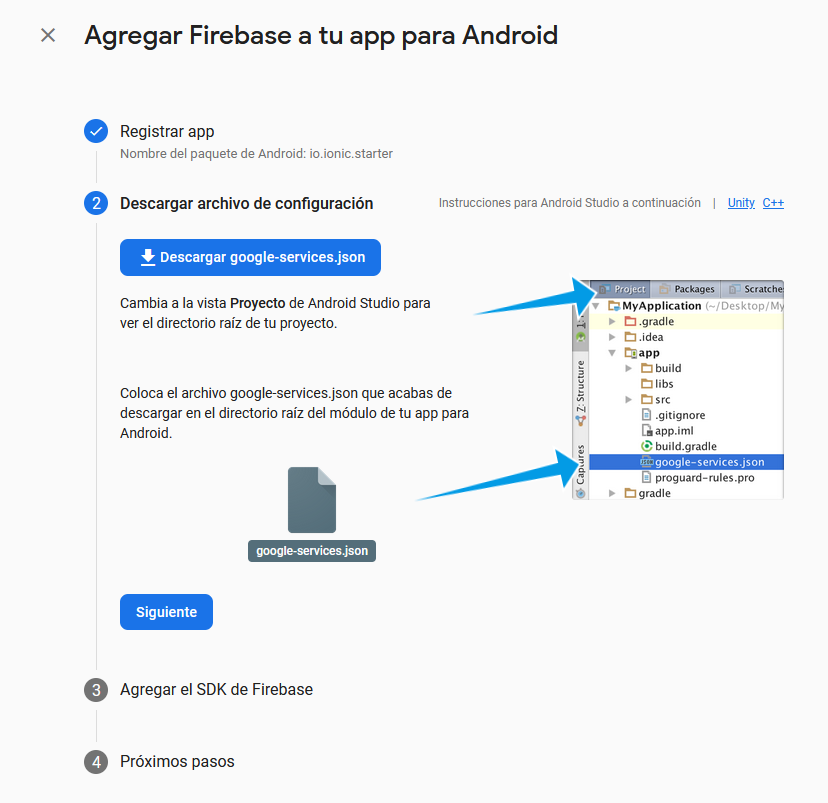 Agregar Firebase a tu app para Android
Registrar app
Nombre del paquete de Android: io.ionic.starter
2
Descargar archivo de configuración
Instrucciones para Android Studio a continuación | Unity C++
Descargar google-services.json
Cambia a la vista Proyecto de Android Studio para
ver el directorio raíz de tu proyecto.
Coloca el archivo google-services.json que acabas de
descargar en el directorio raíz del módulo de tu app para
Android.
google-services.json
Project Packages Scratche
MyApplication (~/Desktop/My
.gradle
.idea
app
build
libs
src
.gitignore
app.iml
build.gradle
google-services.json
proguard-rules.pro
gradle
Z: Structure
Captures
Siguiente
3
Agregar el SDK de Firebase
4
Próximos pasos